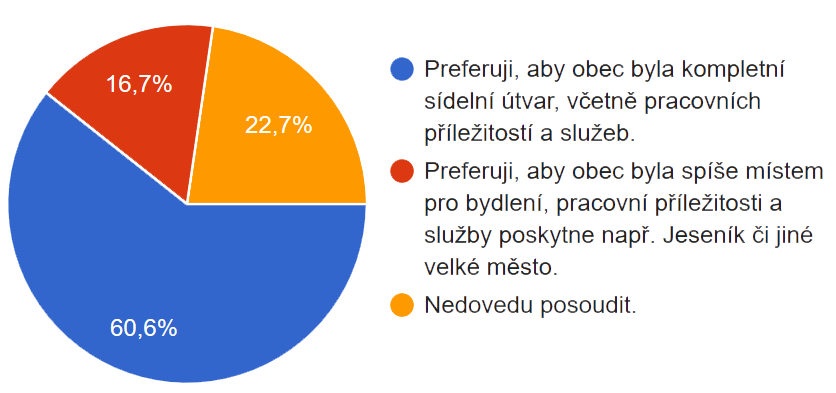 16,7%
22,7%
60,6%
Preferuji, aby obec byla kompletní
sídelní útvar, včetně pracovních
příležitostí a služeb.
Preferuji, aby obec byla spíše místem
pro bydlení, pracovní příležitosti a
služby poskytne např. Jeseník či jiné
velké město.
Nedovedu posoudit.